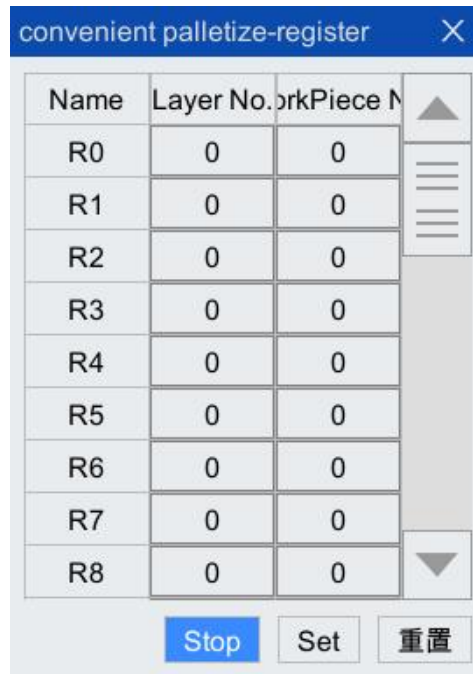 convenient palletize-register
Name Layer No. orkPiece N
R0 0 0
R1 0 0
R2 0 0
R3 0 0
R4 0 0
R5 0 0
R6 0 0
R7 0 0
R8 0 0
Stop Set 重置